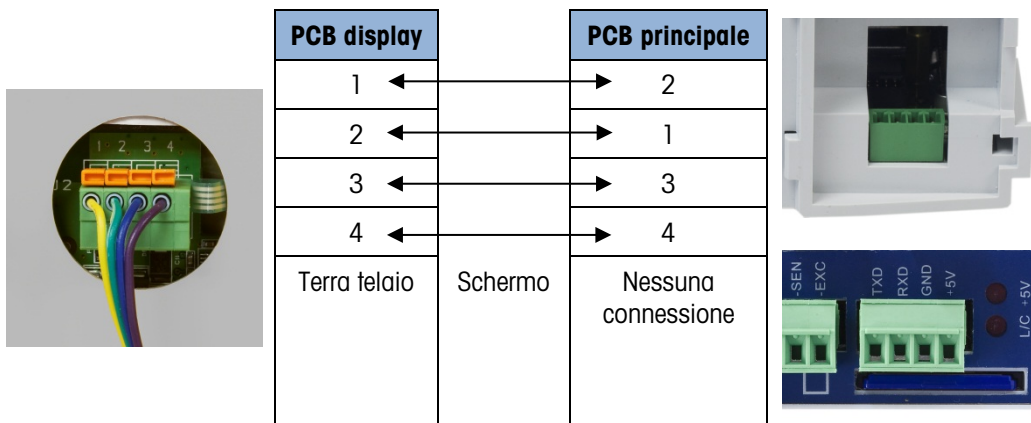 PCB display PCB principale
1 2
2 1
3 3
4 4
Terra telaio Schermo Nessuna
connessione
1 2 3 4
J2
-SEN
-EXC
TXD
RXD
GND
+5V
L/C +5V